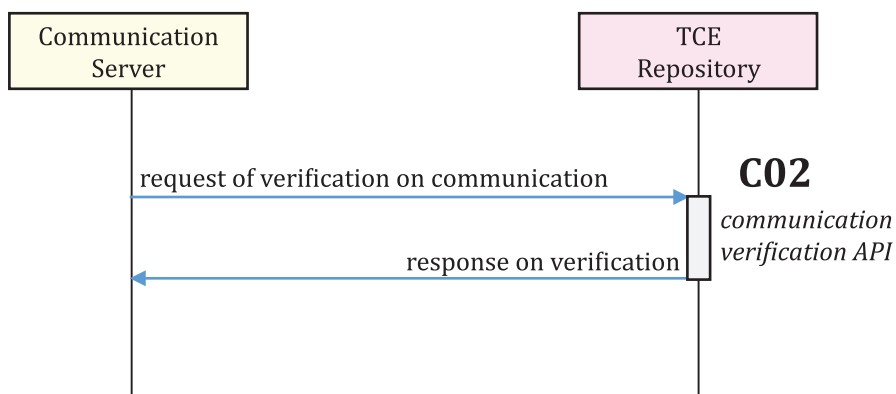 Communication
Server
TCE
Repository
request of verification on communication
C02
communication
verification API
response on verification